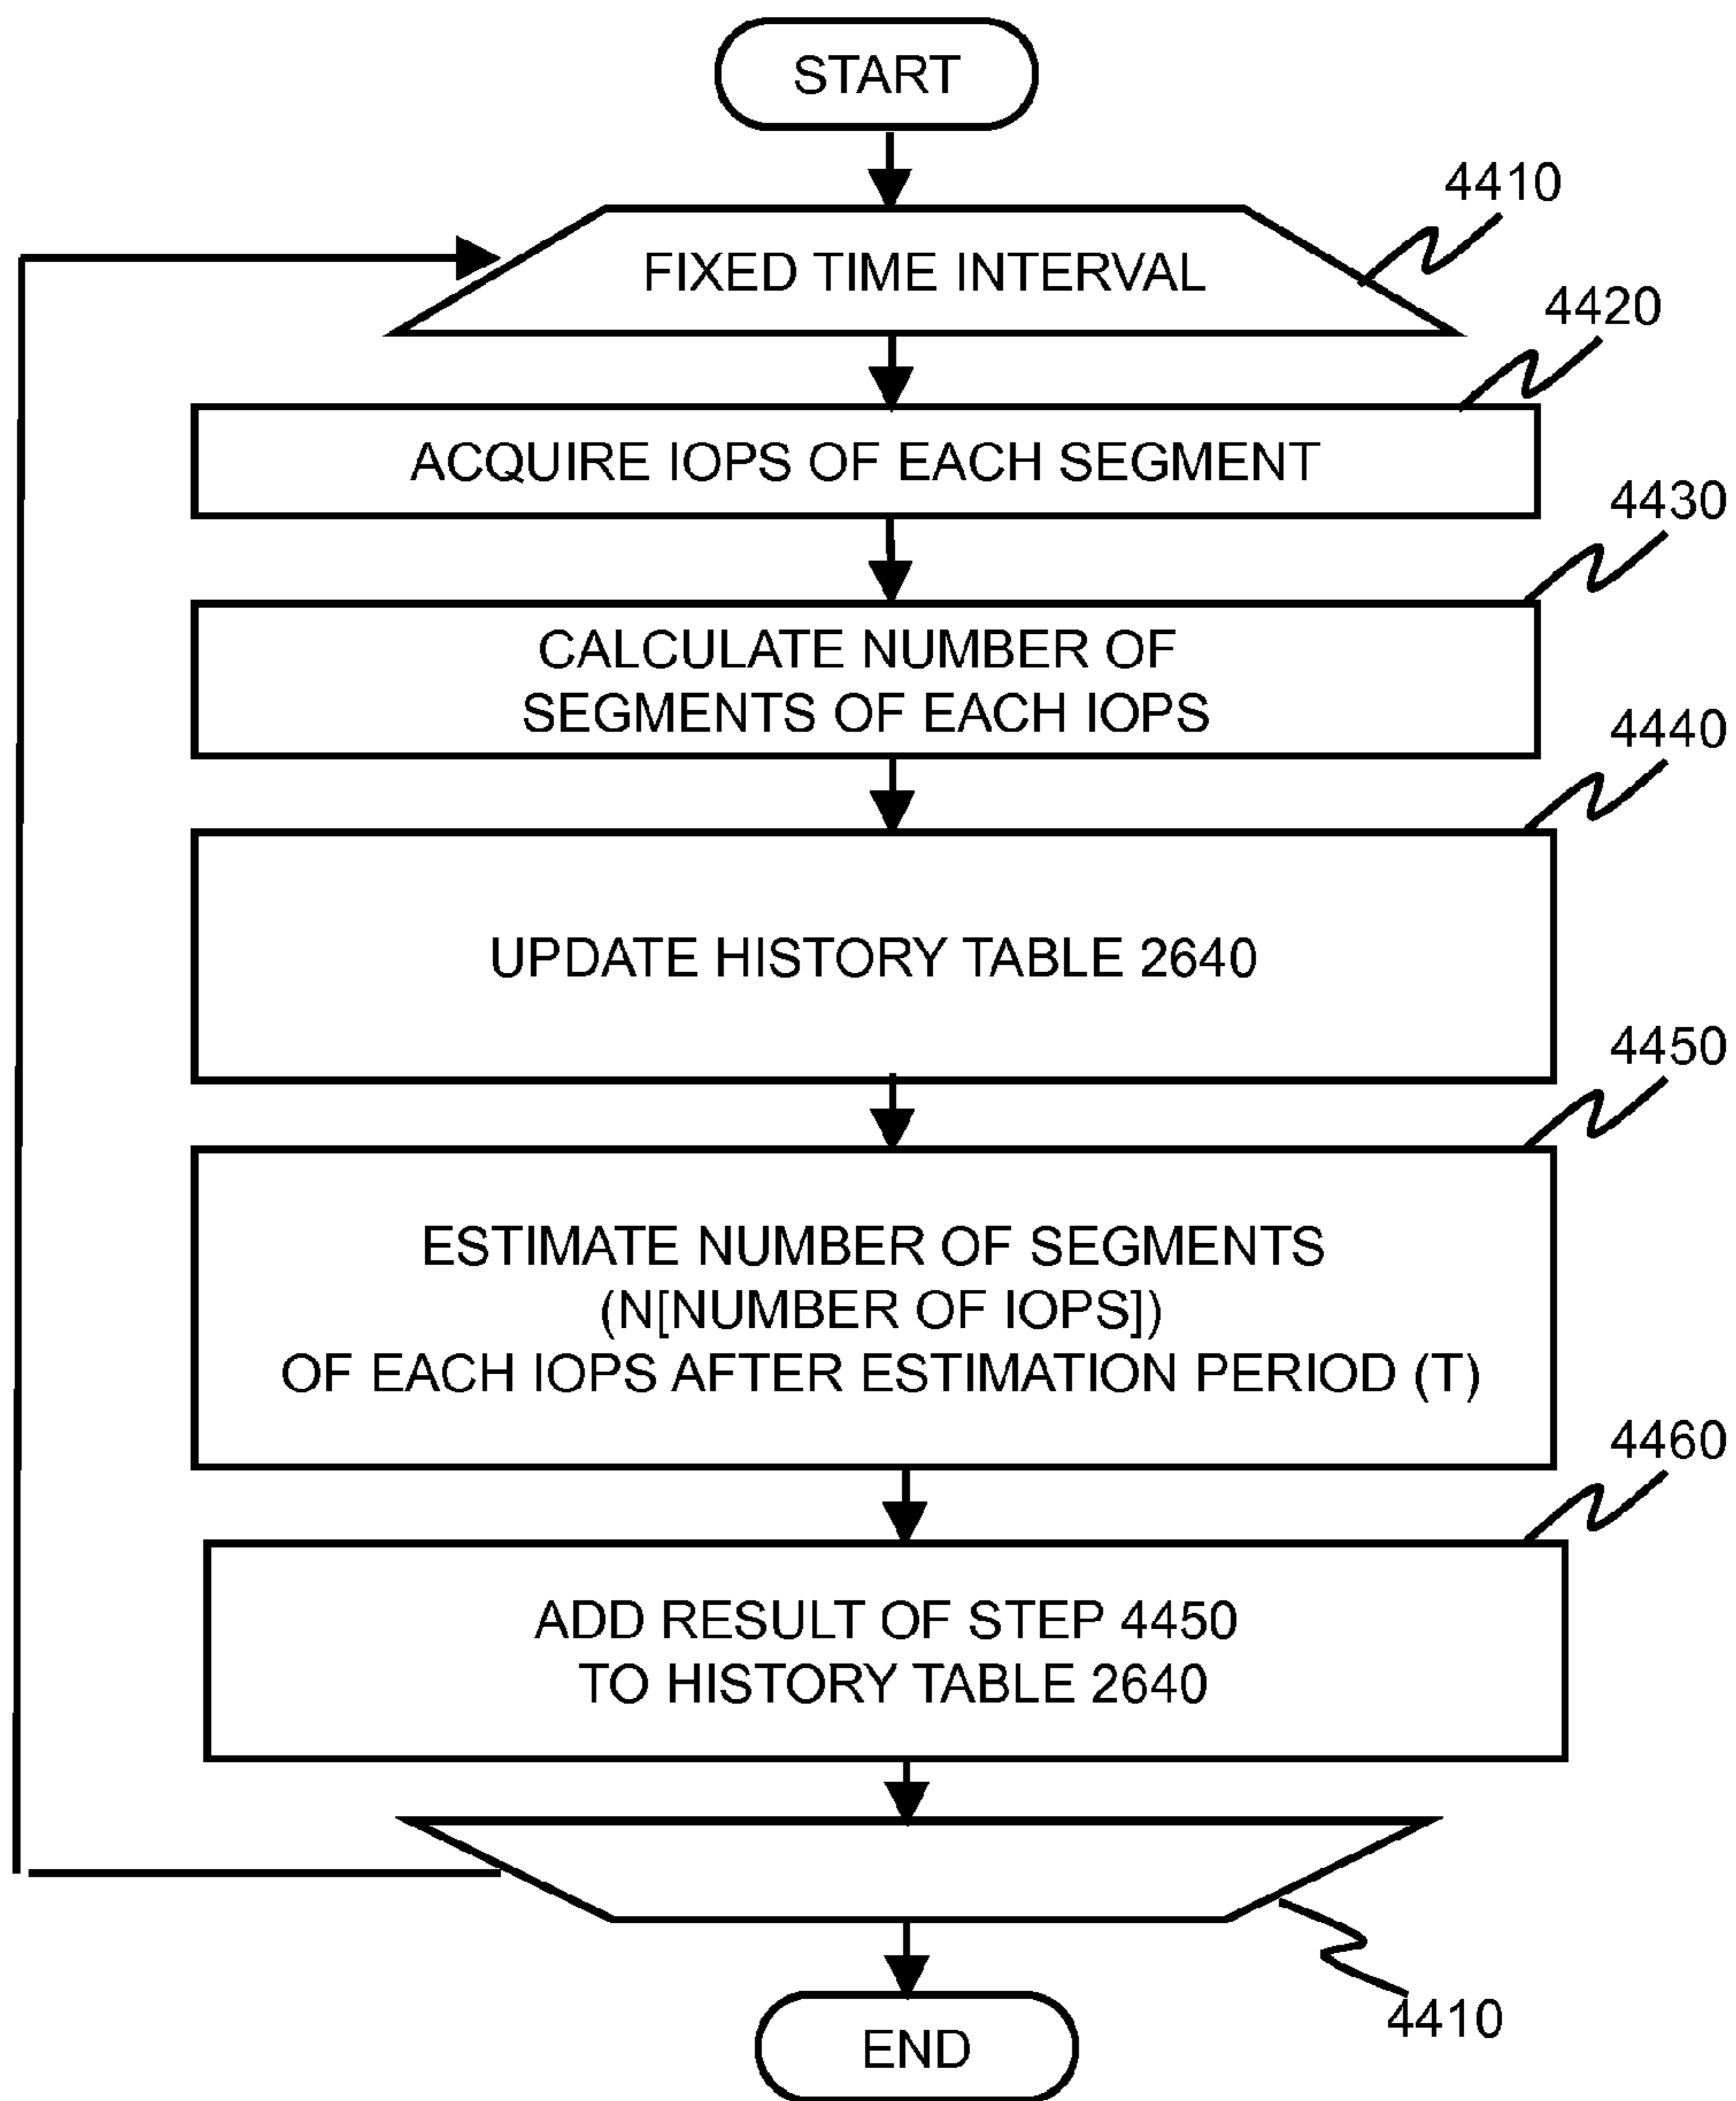 START
4410
FIXED TIME INTERVAL
4420
ACQUIRE IOPS OF EACH SEGMENT
4430
CALCULATE NUMBER OF
SEGMENTS OF EACH IOPS
4440
UPDATE HISTORY TABLE 2640
4450
ESTIMATE NUMBER OF SEGMENTS
(N[NUMBER OF IOPS])
OF EACH IOPS AFTER ESTIMATION PERIOD (T)
4460
ADD RESULT OF STEP 4450
TO HISTORY TABLE 2640
4410
END